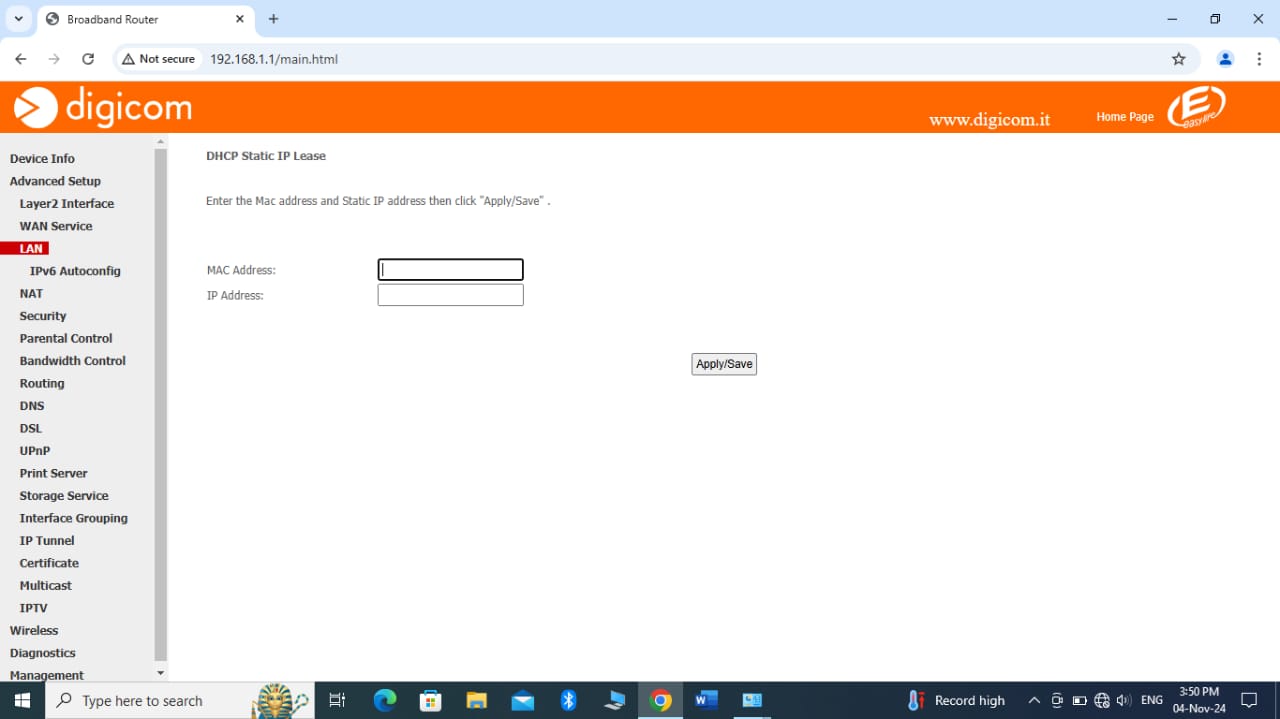 Broadband Router
Not secure
192.168.1.1/main.html
digicom
www.digicom.it
Home Page
E
easy4re
Device Info
Advanced Setup
Layer2 Interface
WAN Service
LAN
IPv6 Autoconfig
NAT
Security
Parental Control
Bandwidth Control
Routing
DNS
DSL
UPnP
Print Server
Storage Service
Interface Grouping
IP Tunnel
Certificate
Multicast
IPTV
Wireless
Diagnostics
Management
DHCP Static IP Lease
Enter the Mac address and Static IP address then click "Apply/Save" .
MAC Address:
IP Address:
Apply/Save
Type here to search
Record high
ENG
3:50 PM
04-Nov-24